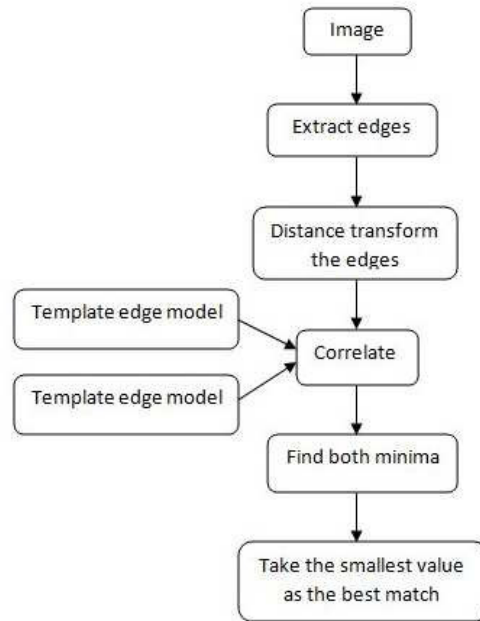 Image
Extract edges
Distance transform
the edges
Template edge model
Correlate
Template edge model
Find both minima
Take the smallest value
as the best match